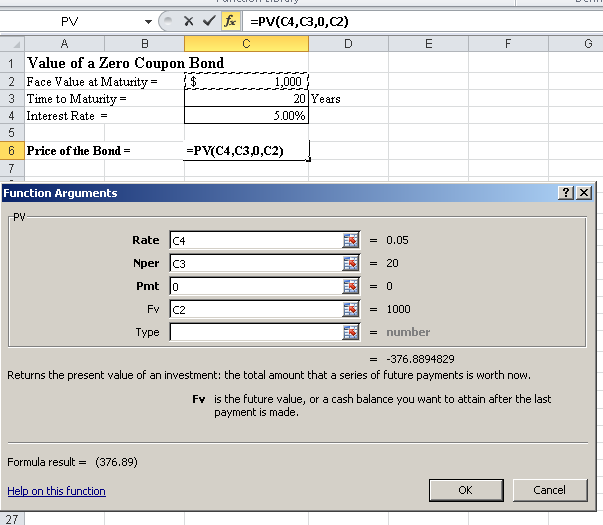 Function Library
PV =PV(C4,C3,0,C2)
A B C D E F G
1 Value of a Zero Coupon Bond
2 Face Value at Maturity = $ 1,000
3 Time to Maturity = 20 Years
4 Interest Rate = 5.00%
5
6 Price of the Bond = =PV(C4,C3,0,C2)
7
Function Arguments
PV
Rate C4 = 0.05
Nper C3 = 20
Pmt 0 = 0
Fv C2 = 1000
Type = number
= -376.8894829
Returns the present value of an investment: the total amount that a series of future payments is worth now.
Fv is the future value, or a cash balance you want to attain after the last
payment is made.
Formula result = (376.89)
Help on this function OK Cancel
27